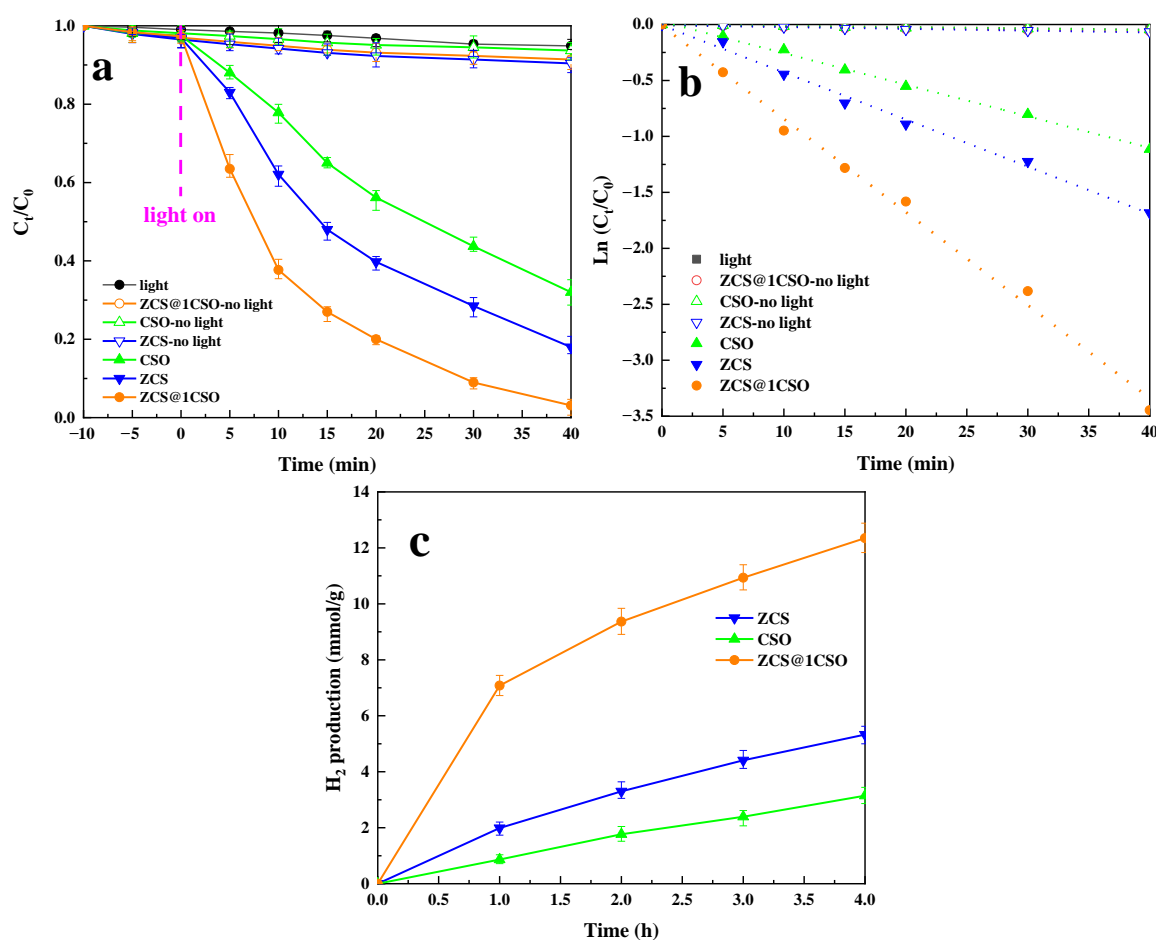 a
C_t/C_0
1.0
0.8
0.6
0.4
0.2
0.0
light on
light
ZCS@1CSO-no light
CSO-no light
ZCS-no light
CSO
ZCS
ZCS@1CSO
−10 −5 0 5 10 15 20 25 30 35 40
Time (min)
b
Ln (C_t/C_0)
0.0
−0.5
−1.0
−1.5
−2.0
−2.5
−3.0
−3.5
light
ZCS@1CSO-no light
CSO-no light
ZCS-no light
CSO
ZCS
ZCS@1CSO
0 5 10 15 20 25 30 35 40
Time (min)
c
H_2 production (mmol/g)
14
12
10
8
6
4
2
0
ZCS
CSO
ZCS@1CSO
0.0 0.5 1.0 1.5 2.0 2.5 3.0 3.5 4.0
Time (h)